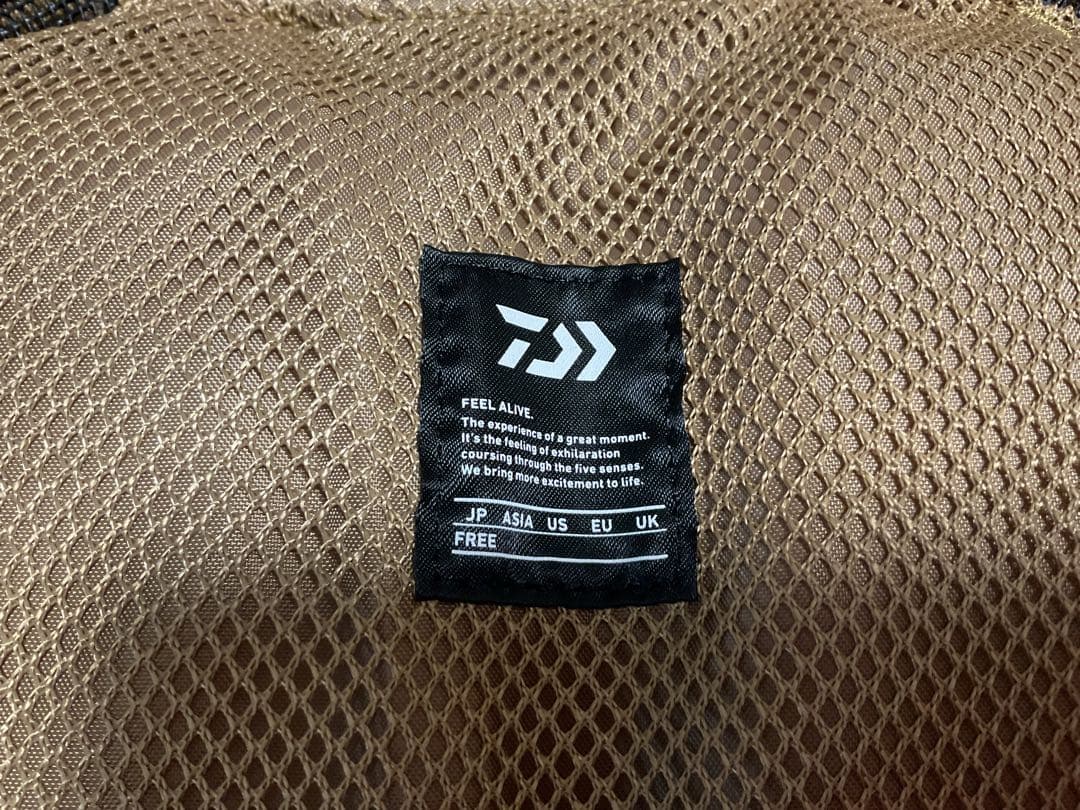 FEEL ALIVE.
The experience of a great moment.
It's the feeling of exhilaration
coursing through the five senses.
We bring more excitement to life.
JP ASIA US EU UK
FREE